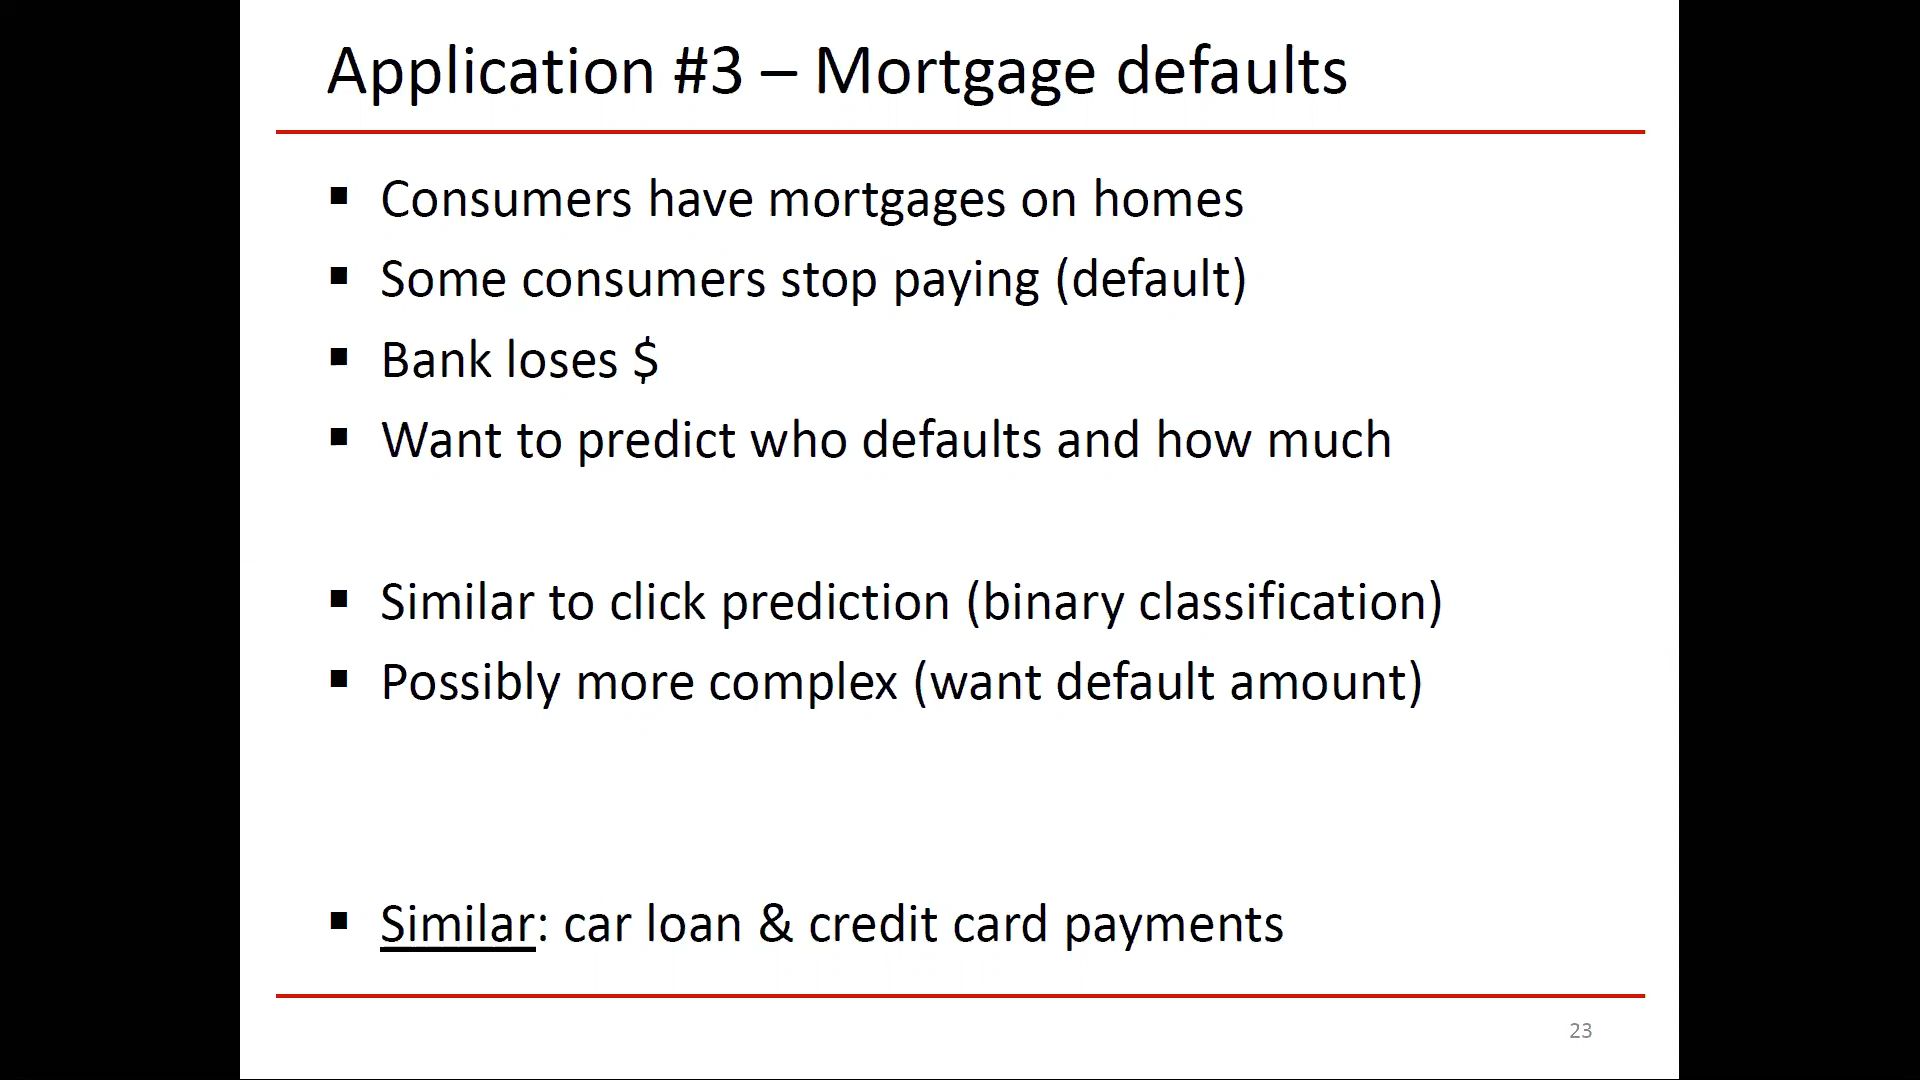 Application #3 – Mortgage defaults
▪ Consumers have mortgages on homes
▪ Some consumers stop paying (default)
▪ Bank loses $
▪ Want to predict who defaults and how much
▪ Similar to click prediction (binary classification)
▪ Possibly more complex (want default amount)
▪ Similar: car loan & credit card payments
23